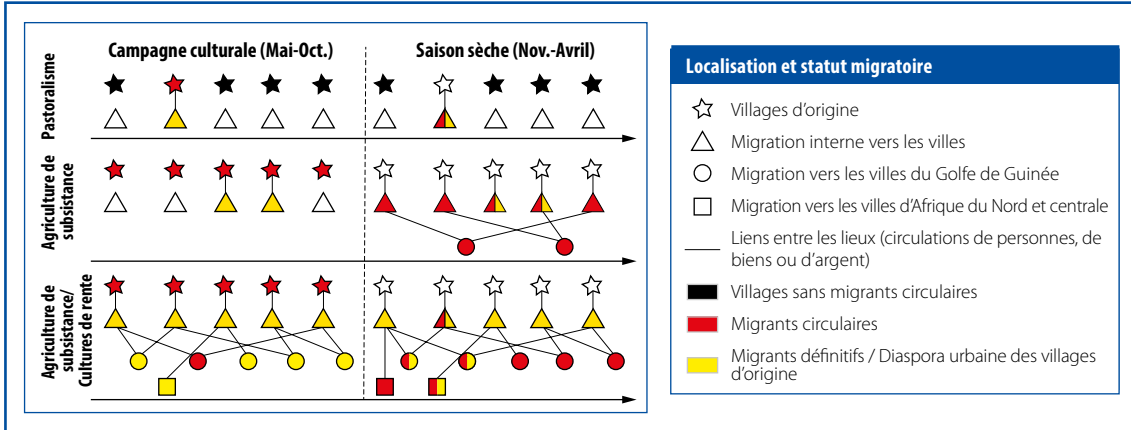 Campagne culturale (Mai-Oct.)
Saison sèche (Nov.-Avril)
Pastoralisme
Agriculture de
subsistance
Agriculture de
subsistance/
Cultures de rente
Localisation et statut migratoire
Villages d'origine
Migration interne vers les villes
Migration vers les villes du Golfe de Guinée
Migration vers les villes d'Afrique du Nord et centrale
Liens entre les lieux (circulations de personnes, de
biens ou d'argent)
Villages sans migrants circulaires
Migrants circulaires
Migrants définitifs / Diaspora urbaine des villages
d'origine